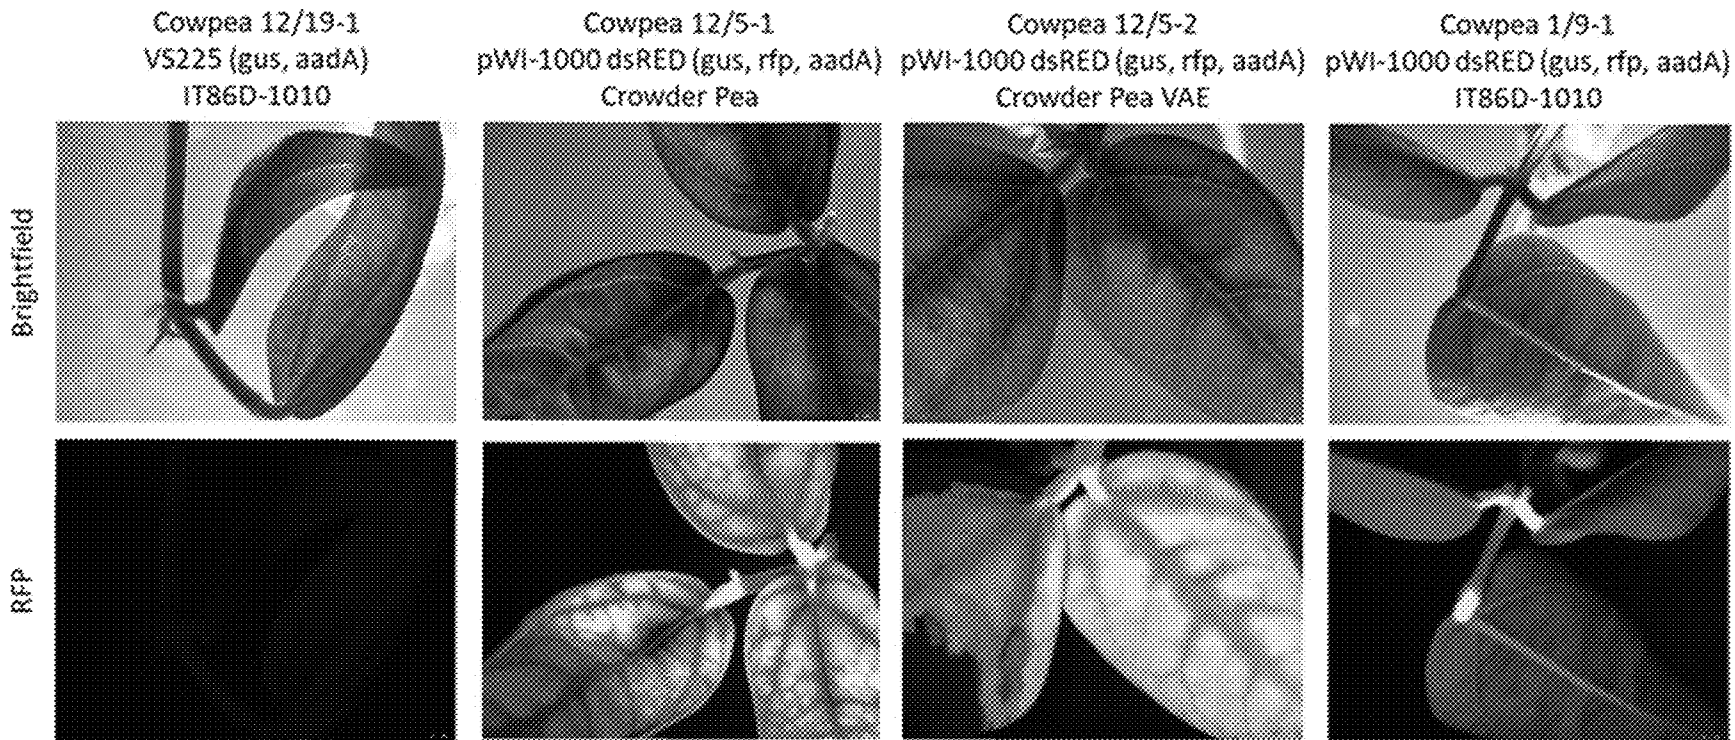 Cowpea 12/19-1
VS225 (gus, aadA)
IT86D-1010
Cowpea 12/5-1
pWI-1000 dsRED (gus, rfp, aadA)
Crowder Pea
Cowpea 12/5-2
pWI-1000 dsRED (gus, rfp, aadA)
Crowder Pea VAE
Cowpea 1/9-1
pWI-1000 dsRED (gus, rfp, aadA)
IT86D-1010
Brightfield
RFP